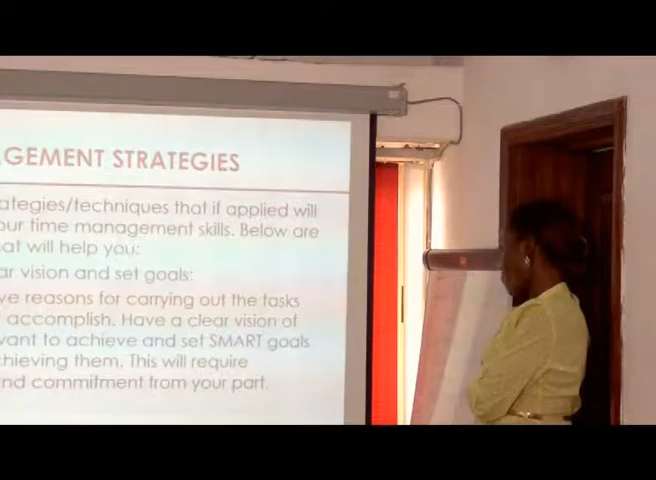 GEMENT STRATEGIES
rategies/techniques that if applied will
our time management skills. Below are
at will help you:
ar vision and set goals:
ve reasons for carrying out the tasks
accomplish. Have a clear vision of
vant to achieve and set SMART goals
hieving them. This will require
nd commitment from your part.